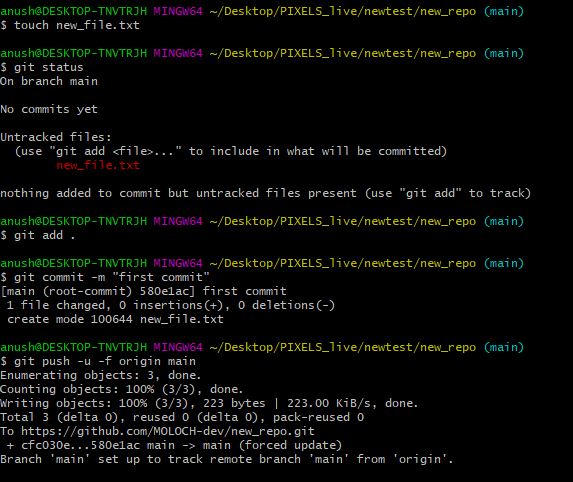 anush@DESKTOP-TNVTRJH MINGW64 ~/Desktop/PIXELS_live/newtest/new_repo (main)
$ touch new_file.txt

anush@DESKTOP-TNVTRJH MINGW64 ~/Desktop/PIXELS_live/newtest/new_repo (main)
$ git status
On branch main

No commits yet

Untracked files:
  (use "git add <file>..." to include in what will be committed)
        new_file.txt

nothing added to commit but untracked files present (use "git add" to track)

anush@DESKTOP-TNVTRJH MINGW64 ~/Desktop/PIXELS_live/newtest/new_repo (main)
$ git add .

anush@DESKTOP-TNVTRJH MINGW64 ~/Desktop/PIXELS_live/newtest/new_repo (main)
$ git commit -m "first commit"
[main (root-commit) 580e1ac] first commit
 1 file changed, 0 insertions(+), 0 deletions(-)
 create mode 100644 new_file.txt

anush@DESKTOP-TNVTRJH MINGW64 ~/Desktop/PIXELS_live/newtest/new_repo (main)
$ git push -u -f origin main
Enumerating objects: 3, done.
Counting objects: 100% (3/3), done.
Writing objects: 100% (3/3), 223 bytes | 223.00 KiB/s, done.
Total 3 (delta 0), reused 0 (delta 0), pack-reused 0
To https://github.com/MOLOCH-dev/new_repo.git
 + cfc030e...580e1ac main -> main (forced update)
Branch 'main' set up to track remote branch 'main' from 'origin'.